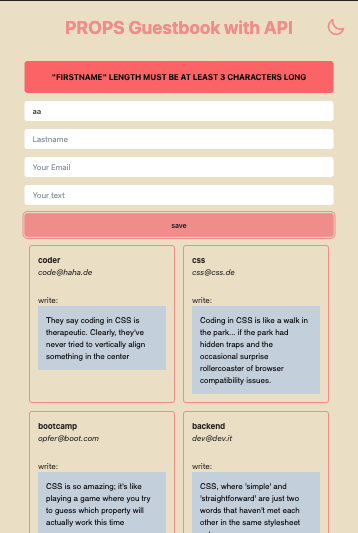 PROPS Guestbook with API
"FIRSTNAME" LENGTH MUST BE AT LEAST 3 CHARACTERS LONG
aa
Lastname
Your Email
Your text
save
coder
code@haha.de
write:
They say coding in CSS is
therapeutic. Clearly, they've
never tried to vertically align
something in the center
css
css@css.de
write:
Coding in CSS is like a walk in
the park... if the park had
hidden traps and the
occasional surprise
rollercoaster of browser
compatibility issues.
bootcamp
opfer@boot.com
write:
CSS is so amazing; it's like
playing a game where you try
to guess which property will
actually work this time
backend
dev@dev.it
write:
CSS, where 'simple' and
'straightforward' are just two
words that haven't met each
other in the same stylesheet